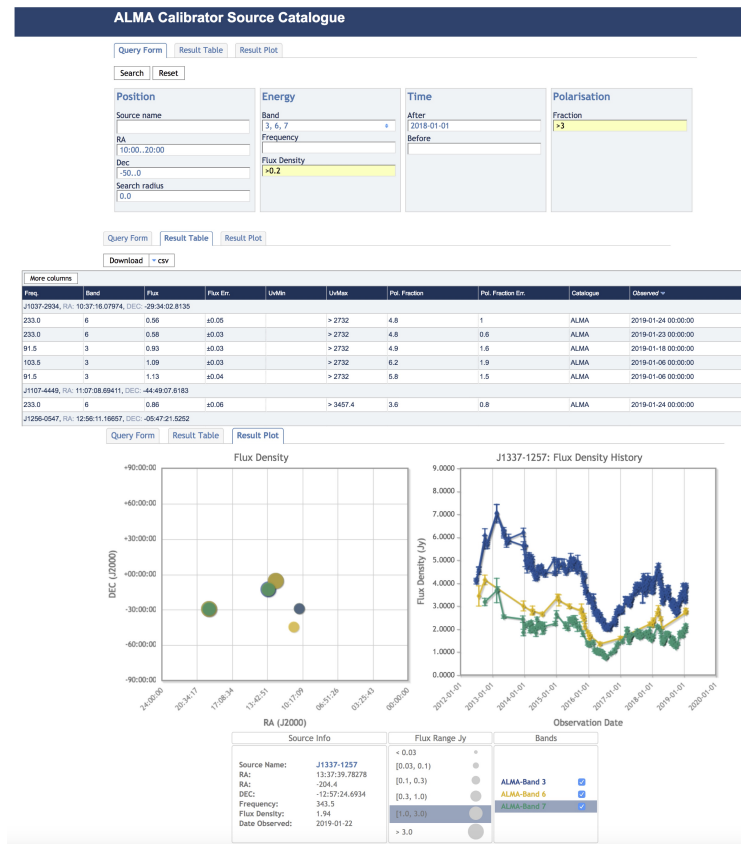 ALMA Calibrator Source Catalogue
Query Form Result Table Result Plot
Search Reset
Position Energy Time Polarisation
Source name Band After Fraction
3, 6, 7 2018-01-01 >3
RA Frequency Before
10:00..20:00
Dec Flux Density
-50..0 >0.2
Search radius
0.0
Query Form Result Table Result Plot
Download csv
More columns
Freq. Band Flux Flux Err. UvMin UvMax Pol. Fraction Pol. Fraction Err. Catalogue Observed
J1037-2934, RA: 10:37:16.07974, DEC: -29:34:02.8135
233.0 6 0.56 ±0.05 > 2732 4.8 1 ALMA 2019-01-24 00:00:00
233.0 6 0.58 ±0.03 > 2732 4.8 0.6 ALMA 2019-01-23 00:00:00
91.5 3 0.93 ±0.03 > 2732 4.9 1.6 ALMA 2019-01-18 00:00:00
103.5 3 1.09 ±0.03 > 2732 6.2 1.9 ALMA 2019-01-06 00:00:00
91.5 3 1.13 ±0.04 > 2732 5.8 1.5 ALMA 2019-01-06 00:00:00
J1107-4449, RA: 11:07:08.69411, DEC: -44:49:07.6183
233.0 6 0.86 ±0.06 > 3457.4 3.6 0.8 ALMA 2019-01-24 00:00:00
J1256-0547, RA: 12:56:11.16657, DEC: -05:47:21.5252
Query Form Result Table Result Plot
Flux Density
+90:00:00
+60:00:00
+30:00:00
+00:00:00
-30:00:00
-60:00:00
-90:00:00
DEC (J2000)
24:00:00 20:34:17 17:08:34 13:42:51 10:17:09 06:51:26 03:25:43 00:00:00
RA (J2000)
J1337-1257: Flux Density History
9.0000
8.0000
7.0000
6.0000
5.0000
4.0000
3.0000
2.0000
1.0000
0.0000
Flux Density (Jy)
2012-01-01 2013-01-01 2014-01-01 2015-01-01 2016-01-01 2017-01-01 2018-01-01 2019-01-01 2020-01-01
Observation Date
Source Info Flux Range Jy Bands
Source Name: J1337-1257
RA: 13:37:39.78278
RA: -204.4
DEC: -12:57:24.6934
Frequency: 343.5
Flux Density: 1.94
Date Observed: 2019-01-22
< 0.03
[0.03, 0.1)
[0.1, 0.3)
[0.3, 1.0)
[1.0, 3.0)
> 3.0
ALMA-Band 3
ALMA-Band 6
ALMA-Band 7